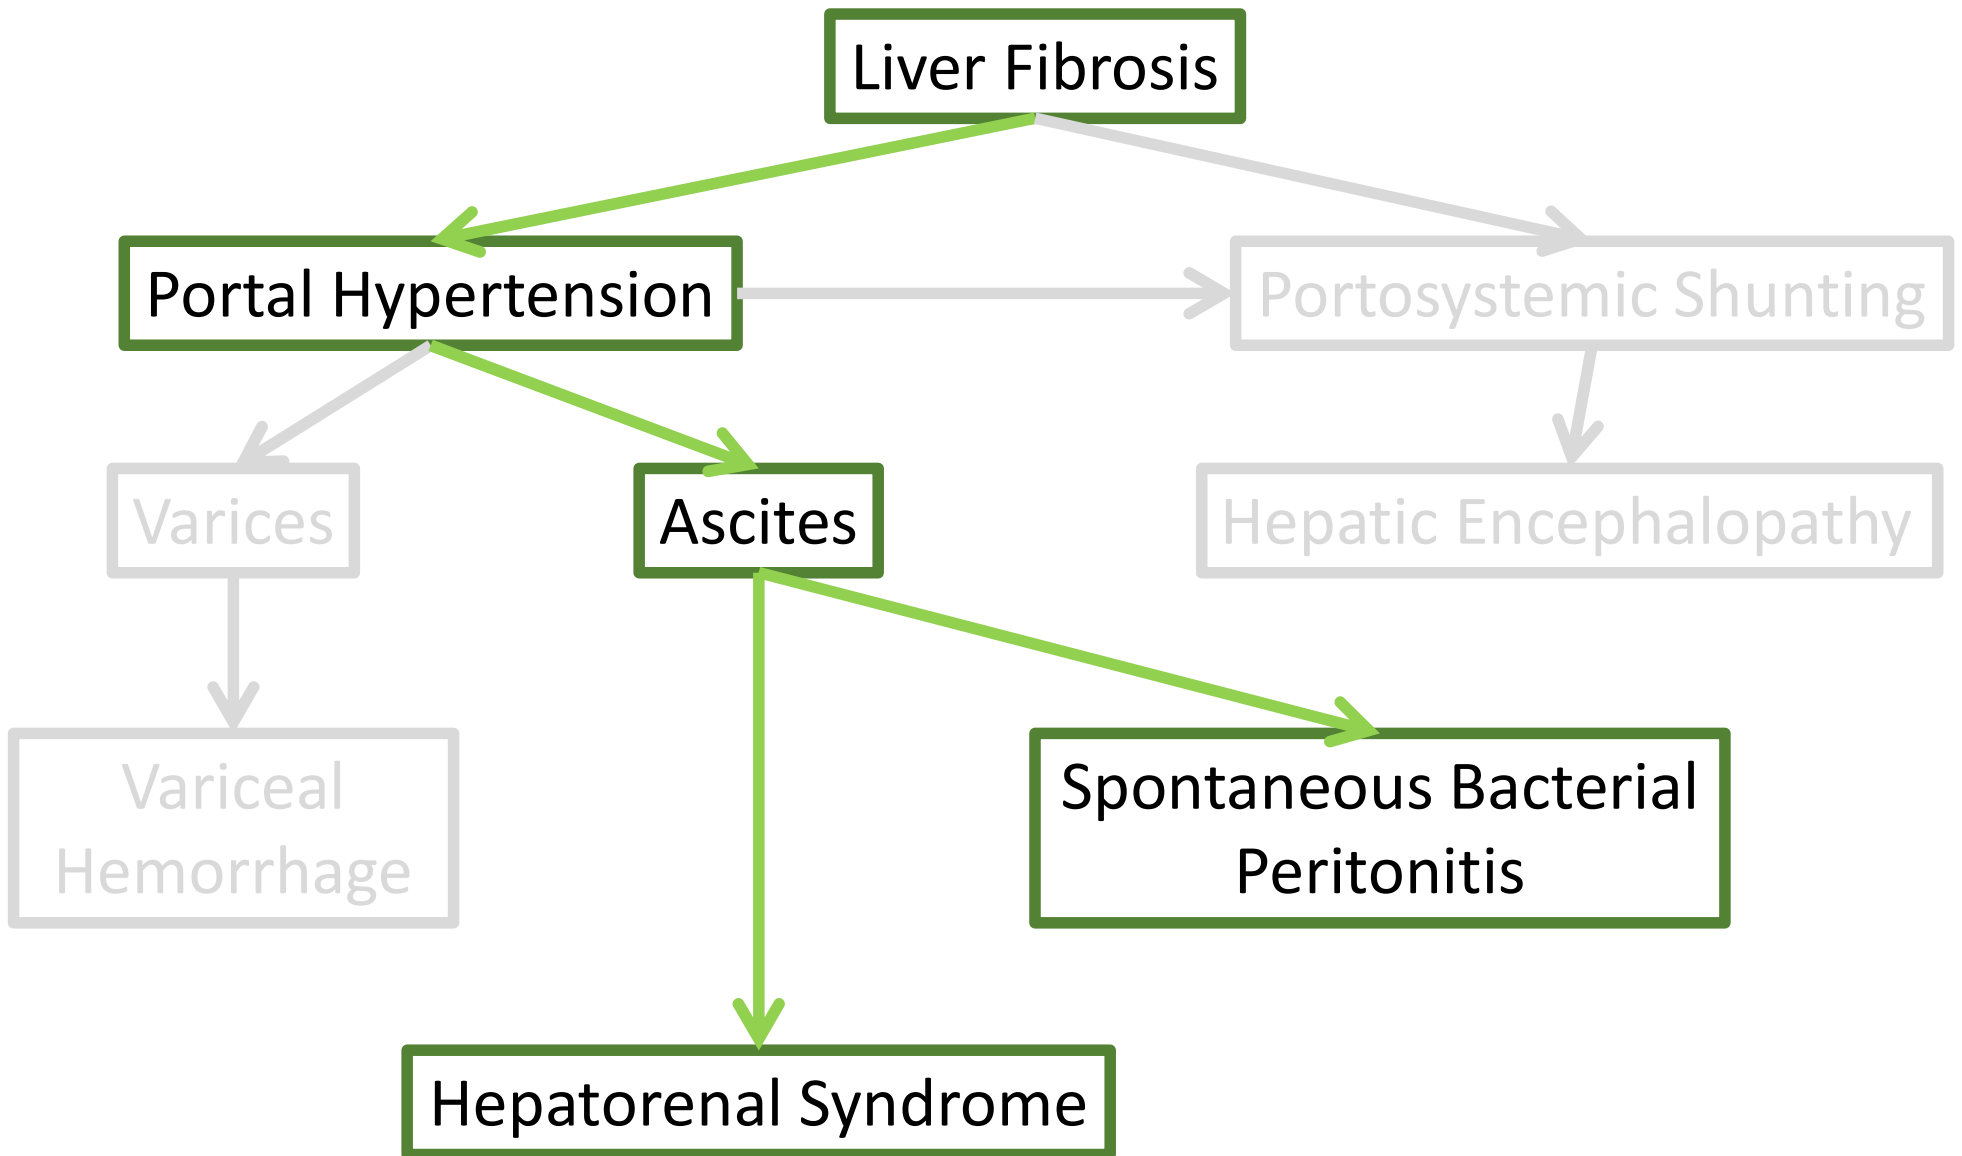 Liver Fibrosis
Portal Hypertension
Portosystemic Shunting
Varices
Ascites
Hepatic Encephalopathy
Variceal
Hemorrhage
Spontaneous Bacterial
Peritonitis
Hepatorenal Syndrome